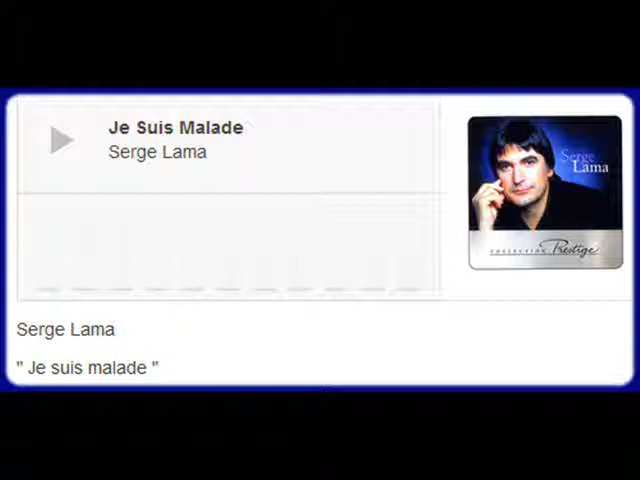 Je Suis Malade
Serge Lama
Serge
Lama
COLLECTION Prestige
Serge Lama
" Je suis malade "